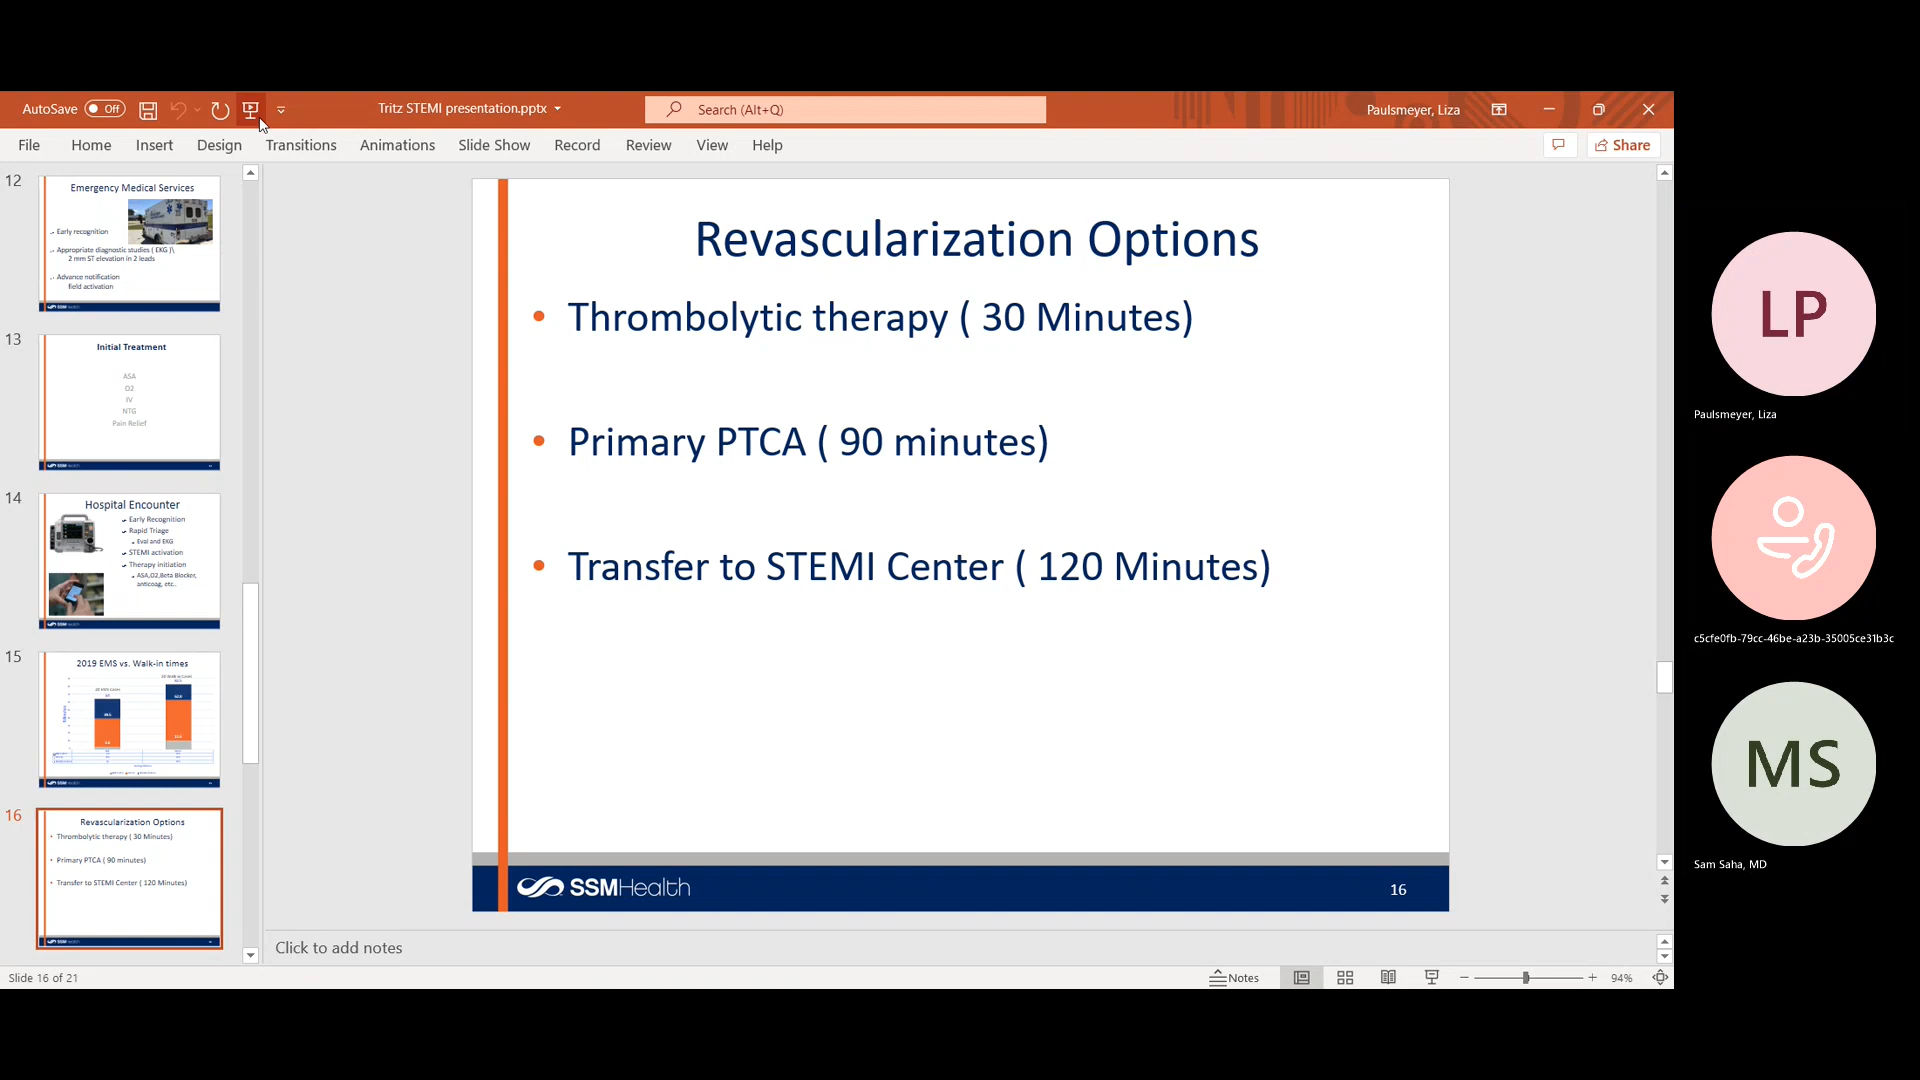 AutoSave Off
Tritz STEMI presentation.pptx
Search (Alt+Q)
Paulsmeyer, Liza
File Home Insert Design Transitions Animations Slide Show Record Review View Help
Share
12
Emergency Medical Services
Early recognition
Appropriate diagnostic studies ( EKG )\
2 mm ST elevation in 2 leads
Advance notification
field activation
SSMHealth
13
Initial Treatment
ASA
O2
IV
NTG
Pain Relief
SSMHealth
14
Hospital Encounter
Early Recognition
Rapid Triage
Eval and EKG
STEMI activation
Therapy initiation
ASA,O2,Beta Blocker,
anticoag, etc..
SSMHealth
15
2019 EMS vs. Walk-in times
Minutes
SSMHealth
16
Revascularization Options
• Thrombolytic therapy ( 30 Minutes)
• Primary PTCA ( 90 minutes)
• Transfer to STEMI Center ( 120 Minutes)
SSMHealth
Revascularization Options
• Thrombolytic therapy ( 30 Minutes)
• Primary PTCA ( 90 minutes)
• Transfer to STEMI Center ( 120 Minutes)
SSMHealth
16
Click to add notes
Slide 16 of 21
Notes
94%
LP
Paulsmeyer, Liza
c5cfe0fb-79cc-46be-a23b-35005ce31b3c
MS
Sam Saha, MD